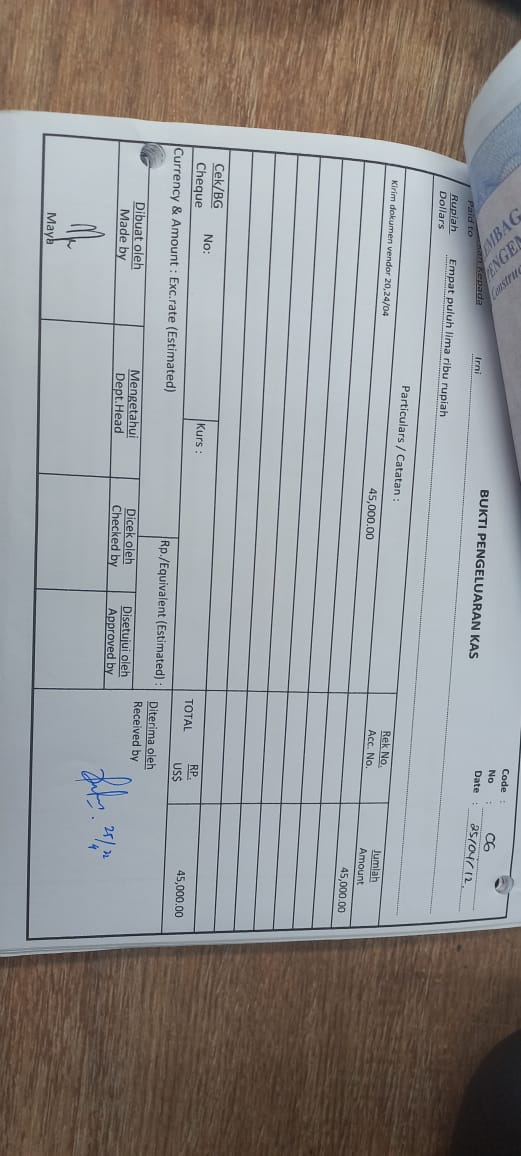 MBAG
ENGEN
Construc
BUKTI PENGELUARAN KAS
Code :
No : CG
Date : 25/04/12.
Kepada
Paid to Irni
Rupiah Empat puluh lima ribu rupiah
Dollars
Particulars / Catatan :
Rek No.
Acc. No.
Jumlah
Amount
Kirim dokumen vendor 20,24/04
45,000.00
45,000.00
Cek/BG
Cheque
No:
Kurs :
TOTAL
RP.
US$
45,000.00
Currency & Amount : Exc.rate (Estimated)
Rp./Equivalent (Estimated) :
Dibuat oleh
Made by
Mengetahui
Dept.Head
Dicek oleh
Checked by
Disetujui oleh
Approved by
Diterima oleh
Received by
25/4
Maya